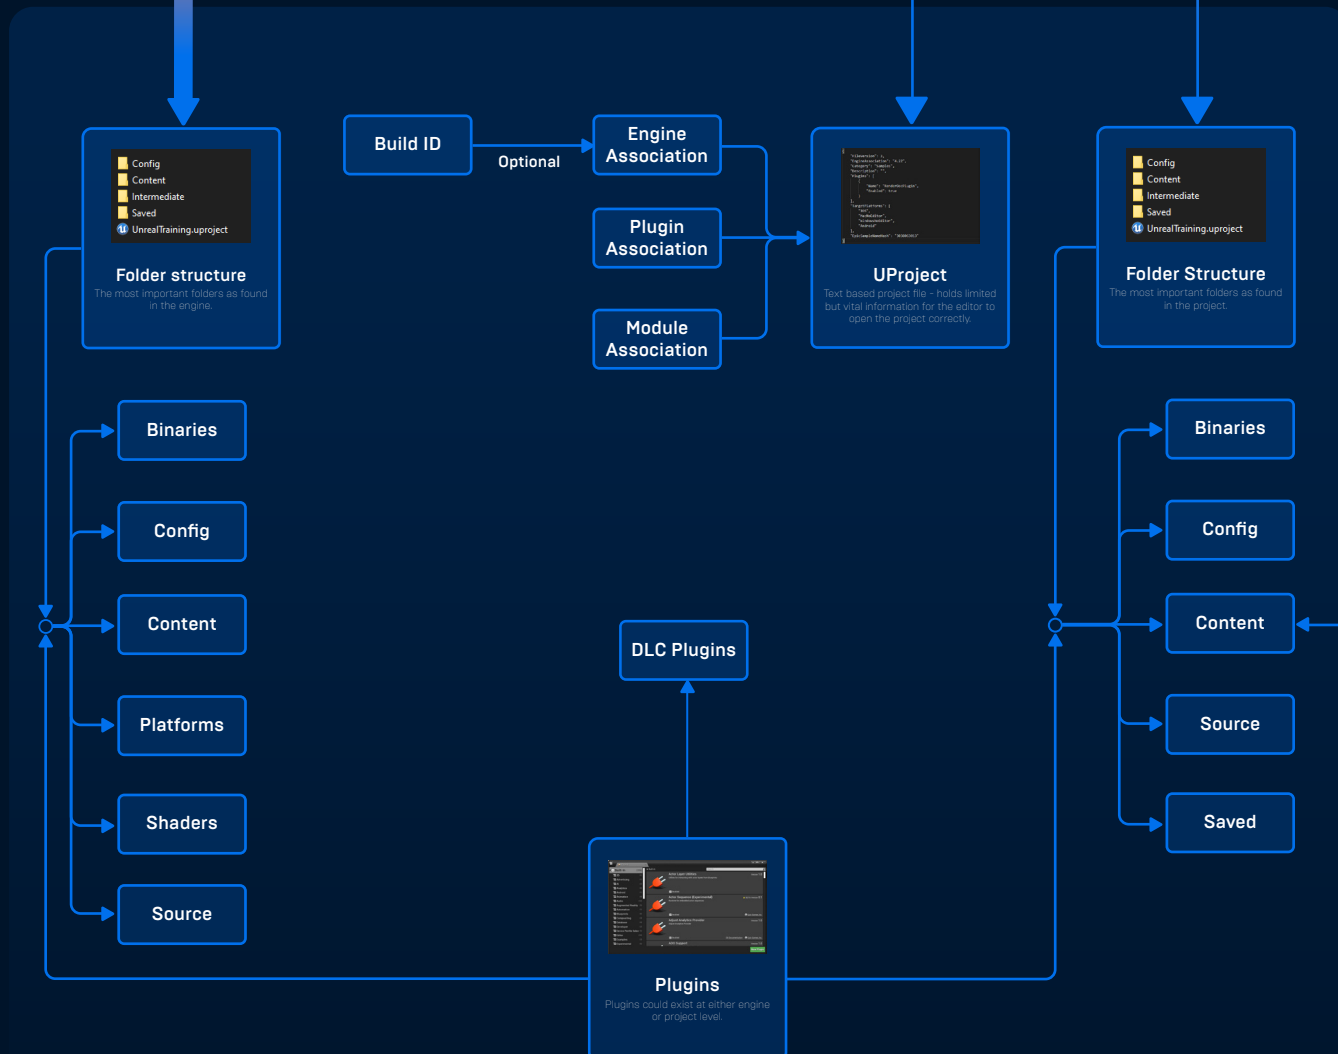 Config
Content
Intermediate
Saved
UnrealTraining.uproject
Folder structure
The most important folders as found
in the engine.
Build ID
Optional
Engine
Association
Plugin
Association
Module
Association
UProject
Text based project file - holds limited
but vital information for the editor to
open the project correctly.
Config
Content
Intermediate
Saved
UnrealTraining.uproject
Folder Structure
The most important folders as found
in the project.
Binaries
Config
Content
Platforms
Shaders
Source
DLC Plugins
Plugins
Plugins could exist at either engine
or project level.
Binaries
Config
Content
Source
Saved